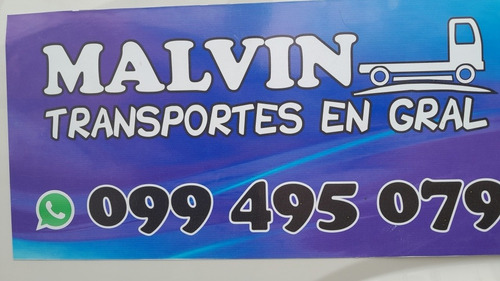 MALVIN
TRANSPORTES EN GRAL
099 495 079